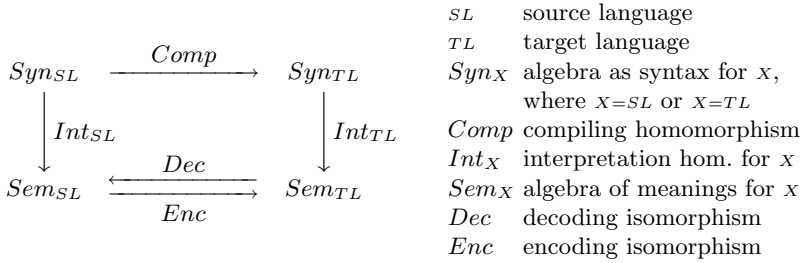 Comp
Syn_SL Syn_TL
Int_SL Int_TL
Dec
Sem_SL Sem_TL
Enc
SL source language
TL target language
Syn_X algebra as syntax for X,
where X=SL or X=TL
Comp compiling homomorphism
Int_X interpretation hom. for X
Sem_X algebra of meanings for X
Dec decoding isomorphism
Enc encoding isomorphism